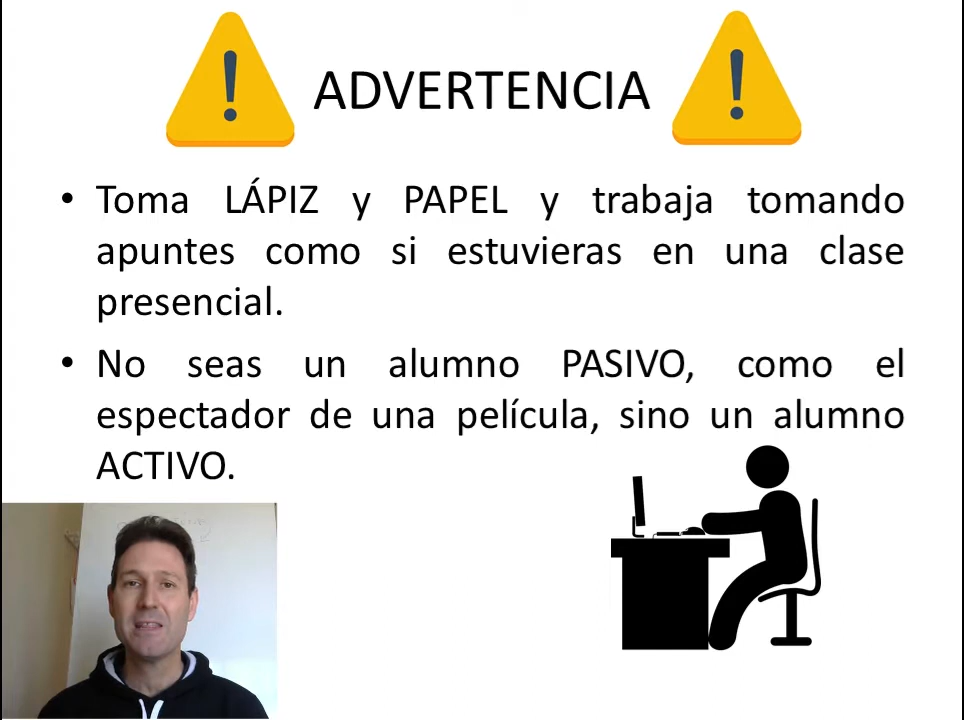 ADVERTENCIA
• Toma LÁPIZ y PAPEL y trabaja tomando
apuntes como si estuvieras en una clase
presencial.
• No seas un alumno PASIVO, como el
espectador de una película, sino un alumno
ACTIVO.